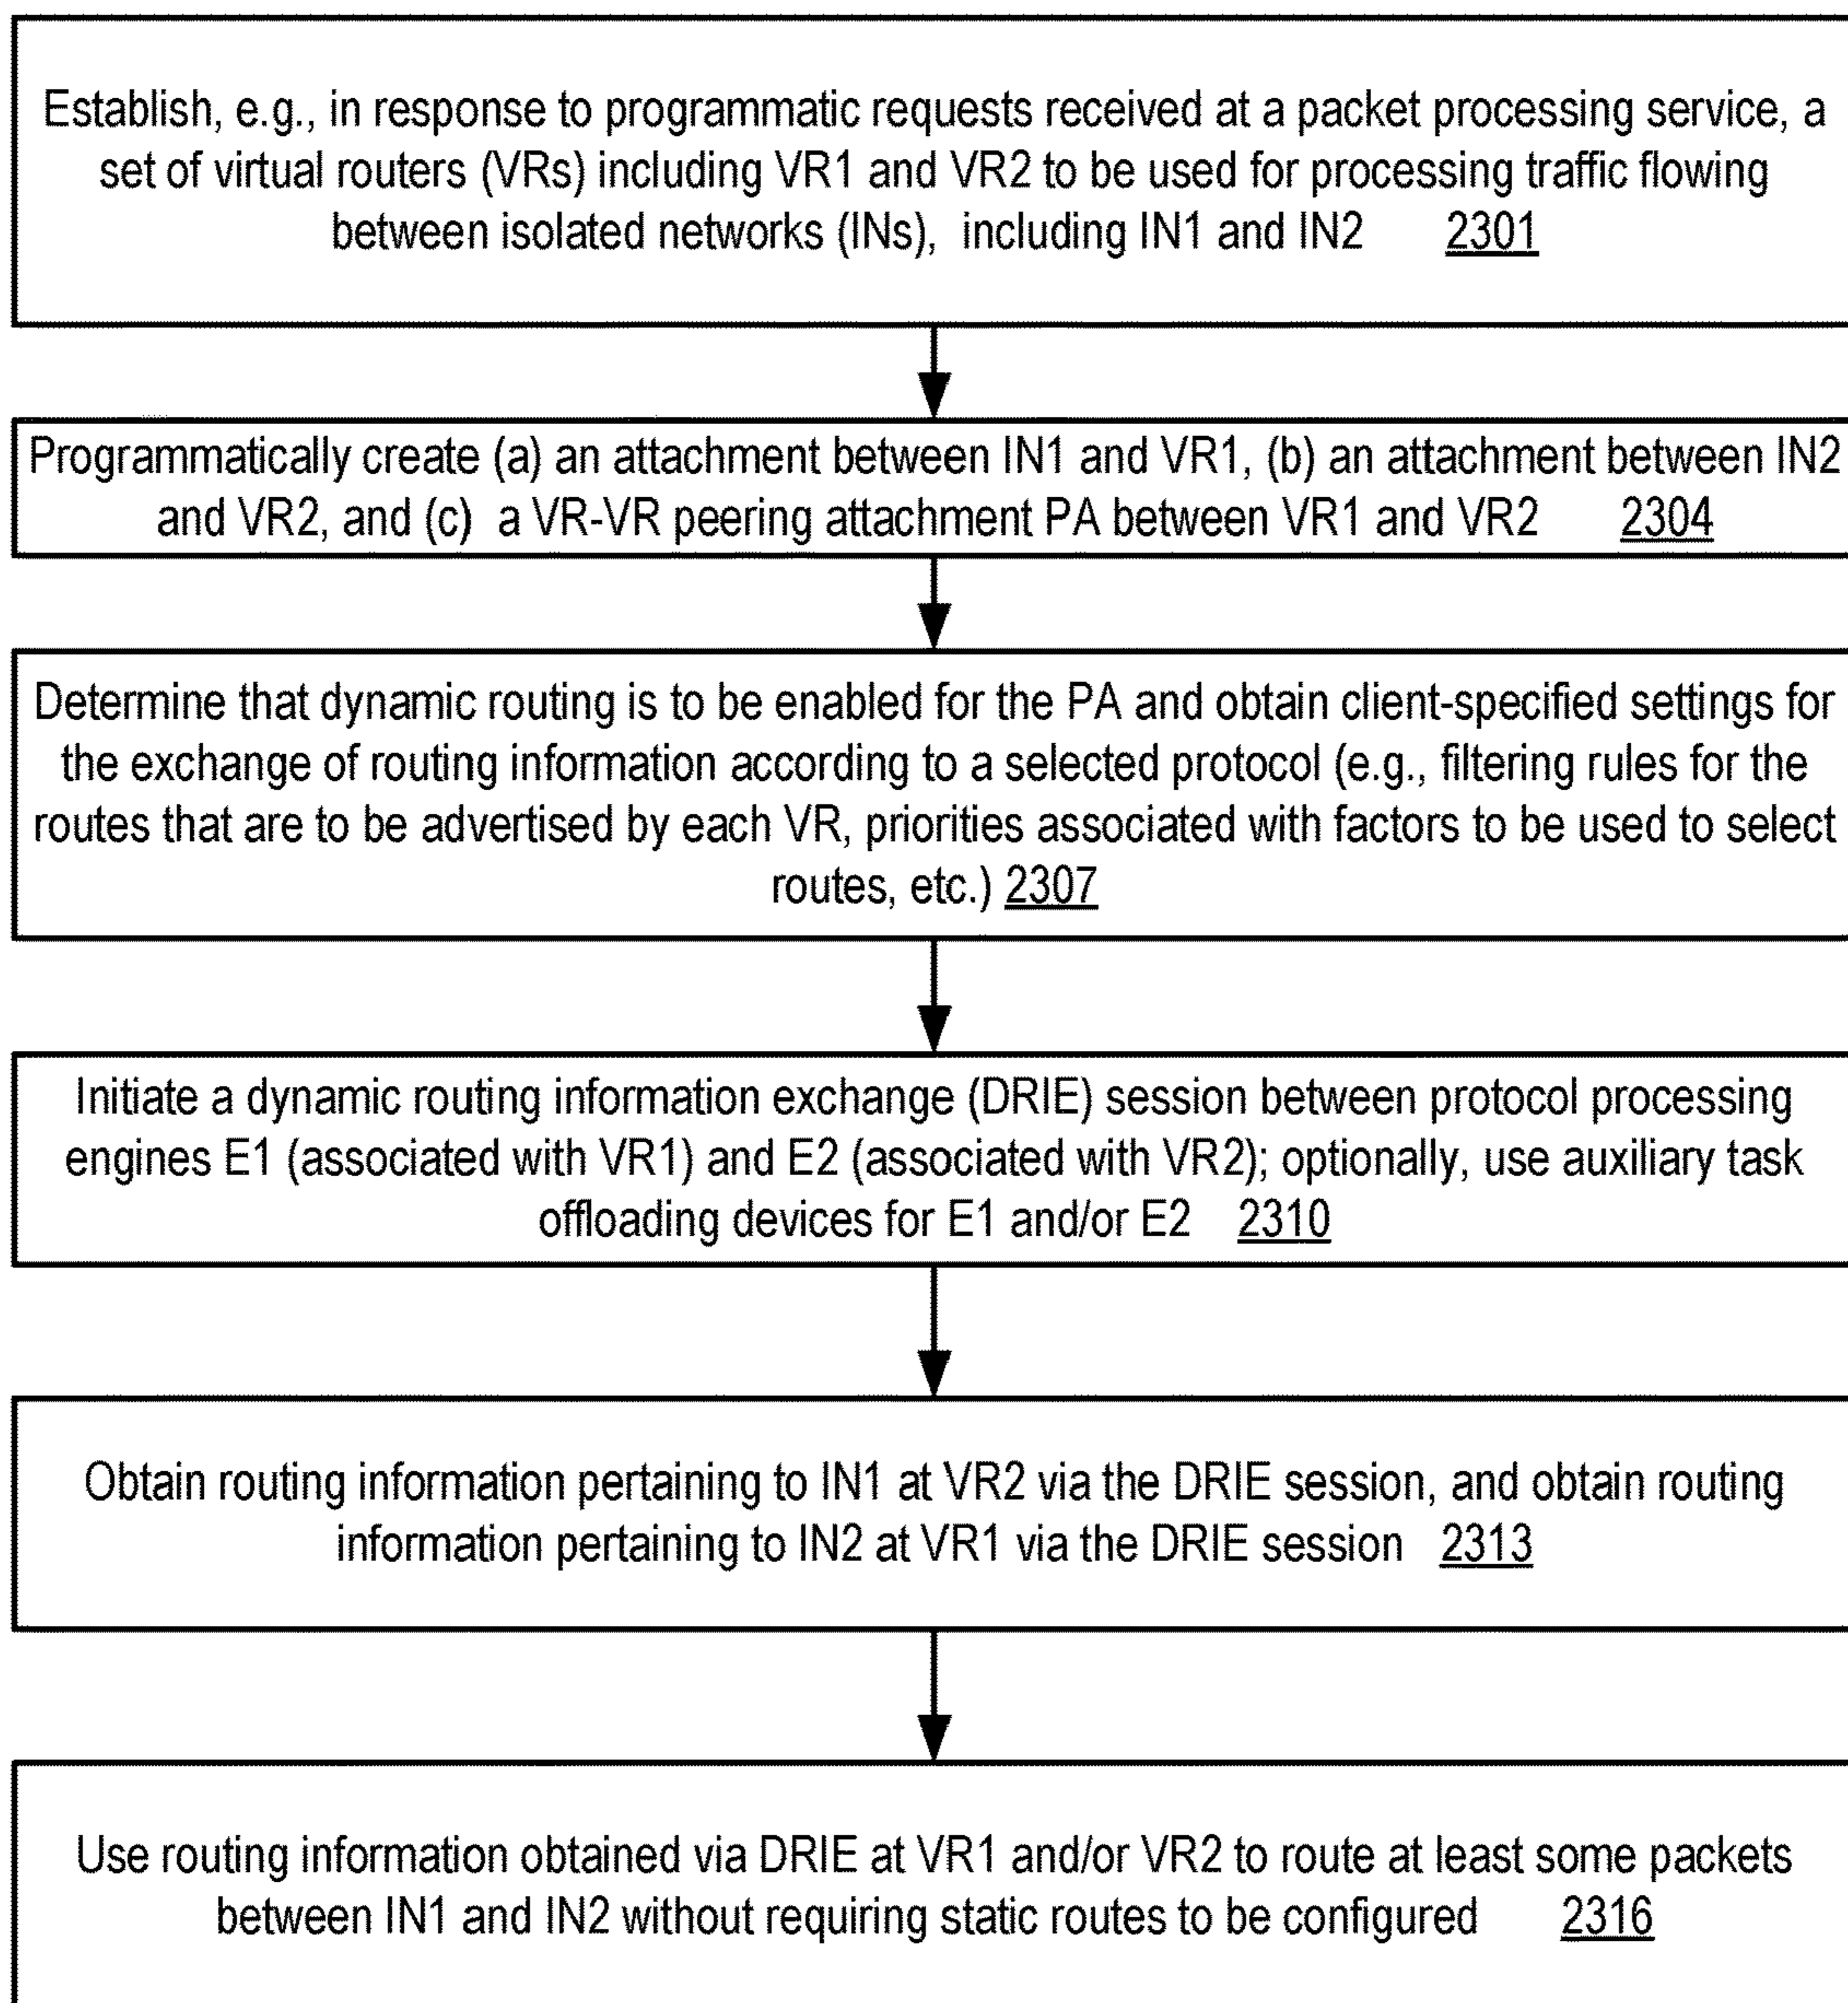 Establish, e.g., in response to programmatic requests received at a packet processing service, a
set of virtual routers (VRs) including VR1 and VR2 to be used for processing traffic flowing
between isolated networks (INs), including IN1 and IN2 2301
Programmatically create (a) an attachment between IN1 and VR1, (b) an attachment between IN2
and VR2, and (c) a VR-VR peering attachment PA between VR1 and VR2 2304
Determine that dynamic routing is to be enabled for the PA and obtain client-specified settings for
the exchange of routing information according to a selected protocol (e.g., filtering rules for the
routes that are to be advertised by each VR, priorities associated with factors to be used to select
routes, etc.) 2307
Initiate a dynamic routing information exchange (DRIE) session between protocol processing
engines E1 (associated with VR1) and E2 (associated with VR2); optionally, use auxiliary task
offloading devices for E1 and/or E2 2310
Obtain routing information pertaining to IN1 at VR2 via the DRIE session, and obtain routing
information pertaining to IN2 at VR1 via the DRIE session 2313
Use routing information obtained via DRIE at VR1 and/or VR2 to route at least some packets
between IN1 and IN2 without requiring static routes to be configured 2316